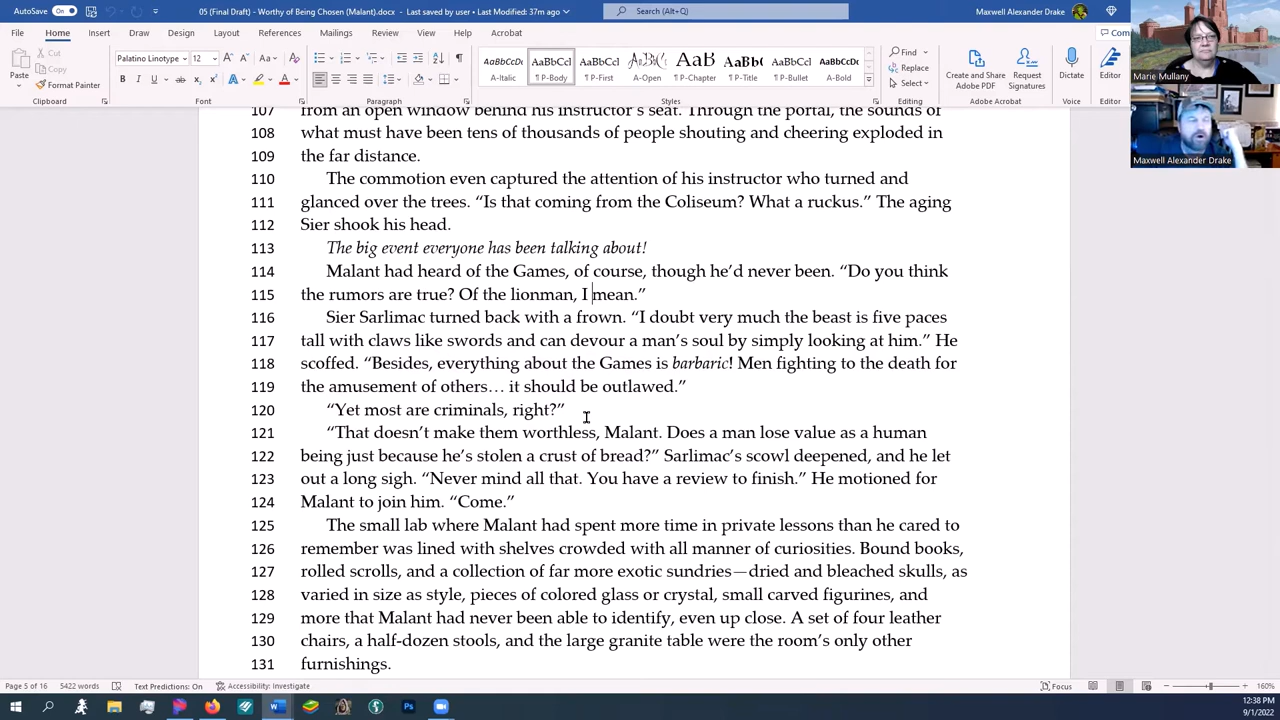 AutoSave On
05 (Final Draft) - Worthy of Being Chosen (Malant).docx • Last saved by user • Last Modified: 37m ago
Search (Alt+Q)
Maxwell Alexander Drake
File Home Insert Draw Design Layout References Mailings Review View Help Acrobat
Com
Paste
Cut
Copy
Format Painter
Clipboard
Palatino Linotype 12
Font
Paragraph
AaBbCcDc AaBbCcI AaBbCcI AaB AaB AaBbCcI AaBbCcDc
A-Italic ¶ P-Body ¶ P-First A-Open ¶ P-Chapter ¶ P-Title ¶ P-Bullet A-Bold
Styles
Find
Replace
Select
Editing
Create and Share Adobe PDF
Request Signatures
Adobe Acrobat
Dictate
Voice
Editor
Editor
Marie Mullany
Maxwell Alexander Drake
107 from an open window behind his instructor's seat. Through the portal, the sounds of
108 what must have been tens of thousands of people shouting and cheering exploded in
109 the far distance.
110 The commotion even captured the attention of his instructor who turned and
111 glanced over the trees. “Is that coming from the Coliseum? What a ruckus.” The aging
112 Sier shook his head.
113 The big event everyone has been talking about!
114 Malant had heard of the Games, of course, though he’d never been. “Do you think
115 the rumors are true? Of the lionman, I mean.”
116 Sier Sarlimac turned back with a frown. “I doubt very much the beast is five paces
117 tall with claws like swords and can devour a man’s soul by simply looking at him.” He
118 scoffed. “Besides, everything about the Games is barbaric! Men fighting to the death for
119 the amusement of others… it should be outlawed.”
120 “Yet most are criminals, right?”
121 “That doesn’t make them worthless, Malant. Does a man lose value as a human
122 being just because he’s stolen a crust of bread?” Sarlimac’s scowl deepened, and he let
123 out a long sigh. “Never mind all that. You have a review to finish.” He motioned for
124 Malant to join him. “Come.”
125 The small lab where Malant had spent more time in private lessons than he cared to
126 remember was lined with shelves crowded with all manner of curiosities. Bound books,
127 rolled scrolls, and a collection of far more exotic sundries—dried and bleached skulls, as
128 varied in size as style, pieces of colored glass or crystal, small carved figurines, and
129 more that Malant had never been able to identify, even up close. A set of four leather
130 chairs, a half-dozen stools, and the large granite table were the room’s only other
131 furnishings.
Page 5 of 16 5422 words Text Predictions: On Accessibility: Investigate Focus 160%
12:38 PM
9/1/2022